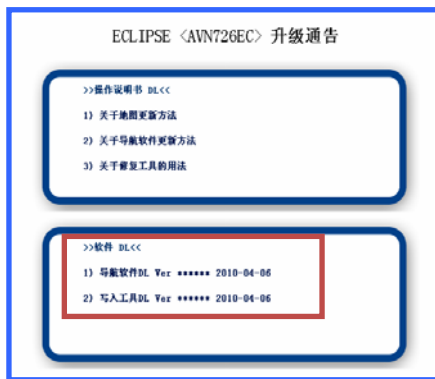 ECLIPSE <AVN726EC> 升级通告
>>操作说明书 DL<<
1) 关于地图更新方法
2) 关于导航软件更新方法
3) 关于修复工具的用法
>>软件 DL<<
1) 导航软件DL Ver ****** 2010-04-06
2) 写入工具DL Ver ****** 2010-04-06